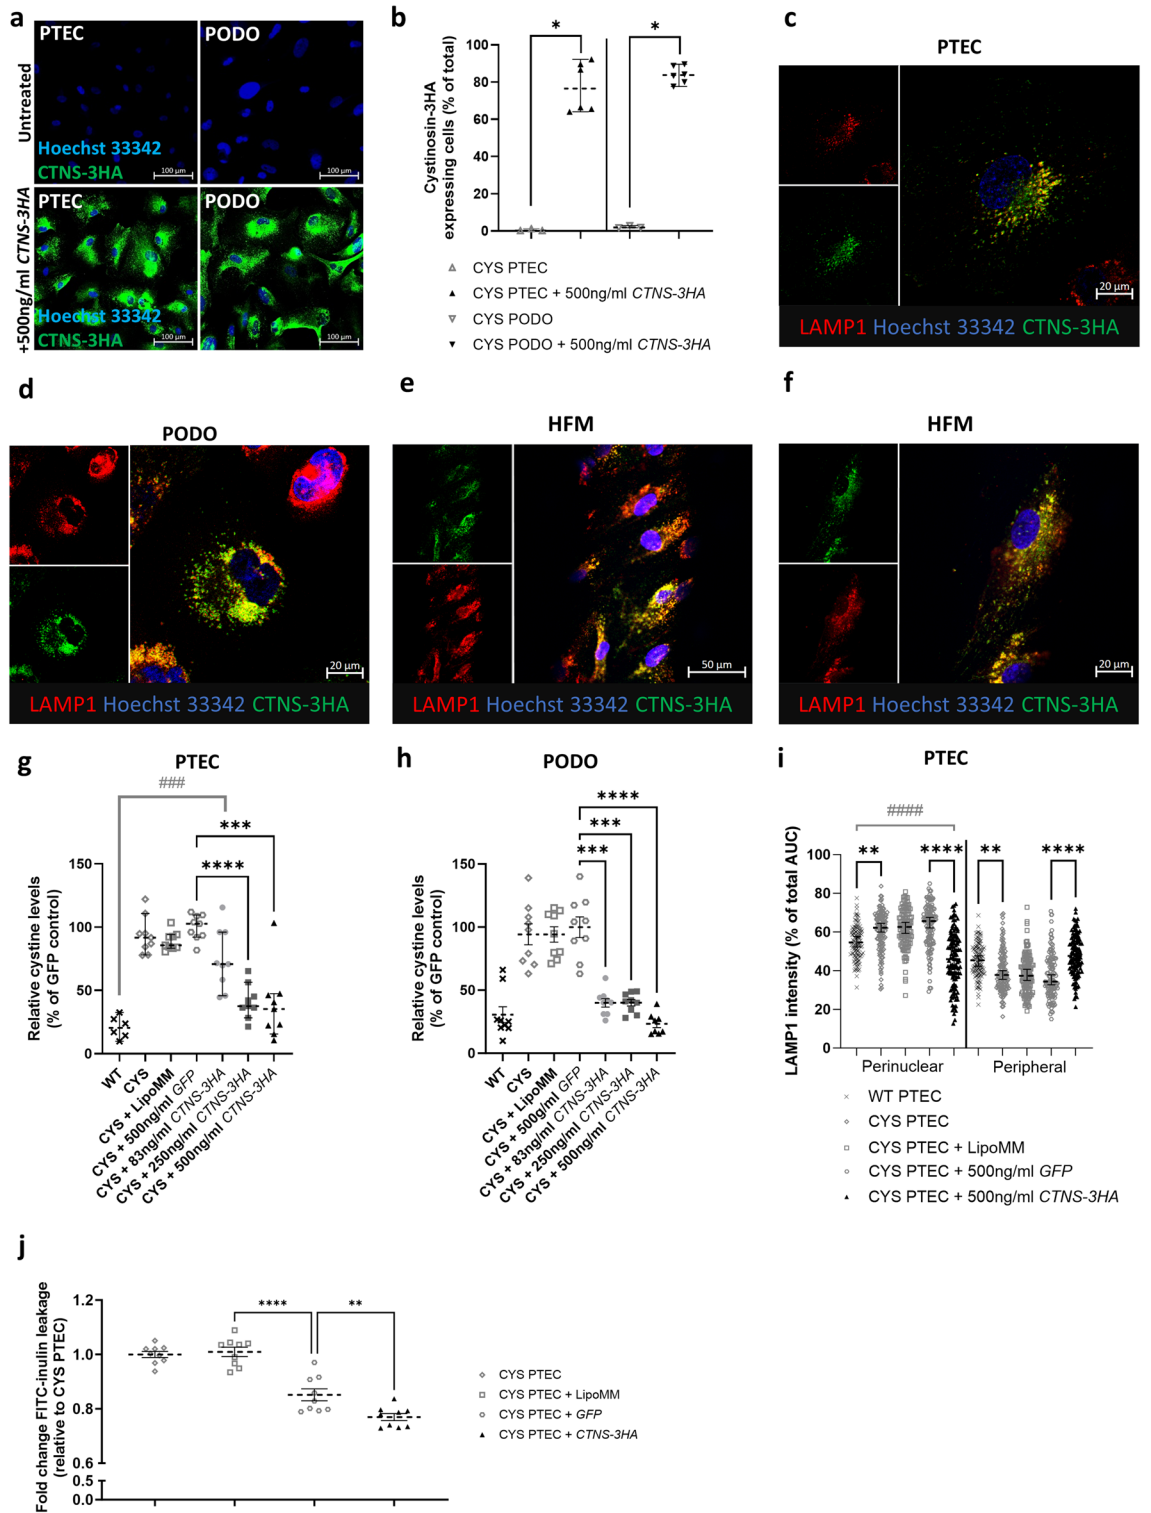 a
PTEC
PODO
Untreated
Hoechst 33342
CTNS-3HA
100 µm
100 µm
PTEC
PODO
+500ng/ml CTNS-3HA
Hoechst 33342
CTNS-3HA
100 µm
100 µm
b
Cystinosin-3HA
expressing cells (% of total)
100
80
60
40
20
0
*
*
CYS PTEC
CYS PTEC + 500ng/ml CTNS-3HA
CYS PODO
CYS PODO + 500ng/ml CTNS-3HA
c
PTEC
20 µm
LAMP1 Hoechst 33342 CTNS-3HA
d
PODO
20 µm
LAMP1 Hoechst 33342 CTNS-3HA
e
HFM
50 µm
LAMP1 Hoechst 33342 CTNS-3HA
f
HFM
20 µm
LAMP1 Hoechst 33342 CTNS-3HA
g
PTEC
###
***
****
Relative cystine levels
(% of GFP control)
150
100
50
0
WT
CYS
CYS + LipoMM
CYS + 500ng/ml GFP
CYS + 83ng/ml CTNS-3HA
CYS + 250ng/ml CTNS-3HA
CYS + 500ng/ml CTNS-3HA
h
PODO
****
***
***
Relative cystine levels
(% of GFP control)
150
100
50
0
WT
CYS
CYS + LipoMM
CYS + 500g/ml GFP
CYS + 83ng/ml CTNS-3HA
CYS + 250ng/ml CTNS-3HA
CYS + 500ng/ml CTNS-3HA
i
PTEC
####
**
****
**
****
LAMP1 intensity (% of total AUC)
100
80
60
40
20
0
Perinuclear
Peripheral
WT PTEC
CYS PTEC
CYS PTEC + LipoMM
CYS PTEC + 500ng/ml GFP
CYS PTEC + 500ng/ml CTNS-3HA
j
Fold change FITC-inulin leakage
(relative to CYS PTEC)
1.2
1.0
0.8
0.6
0.5
0.0
****
**
CYS PTEC
CYS PTEC + LipoMM
CYS PTEC + GFP
CYS PTEC + CTNS-3HA